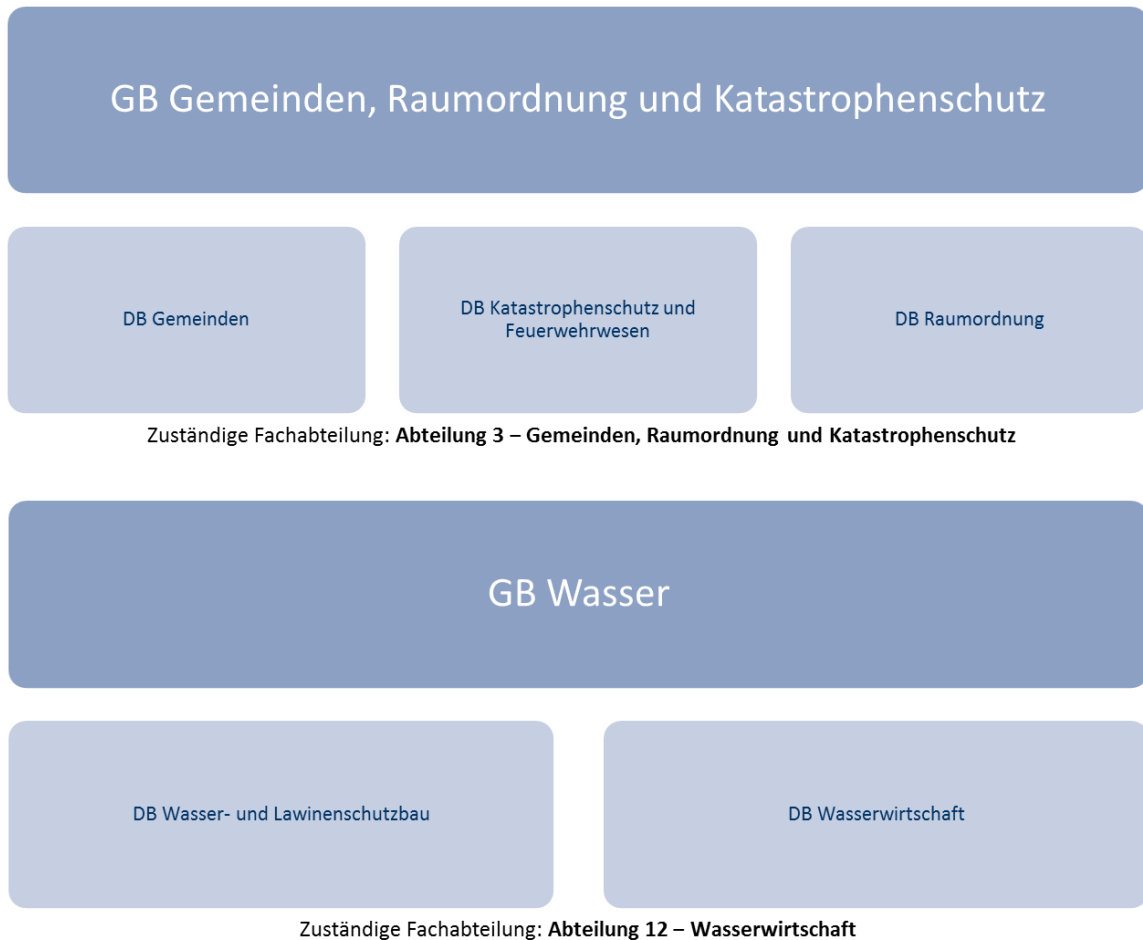 GB Gemeinden, Raumordnung und Katastrophenschutz
DB Gemeinden
DB Katastrophenschutz und
Feuerwehrwesen
DB Raumordnung
Zuständige Fachabteilung: Abteilung 3 – Gemeinden, Raumordnung und Katastrophenschutz
GB Wasser
DB Wasser- und Lawinenschutzbau
DB Wasserwirtschaft
Zuständige Fachabteilung: Abteilung 12 – Wasserwirtschaft